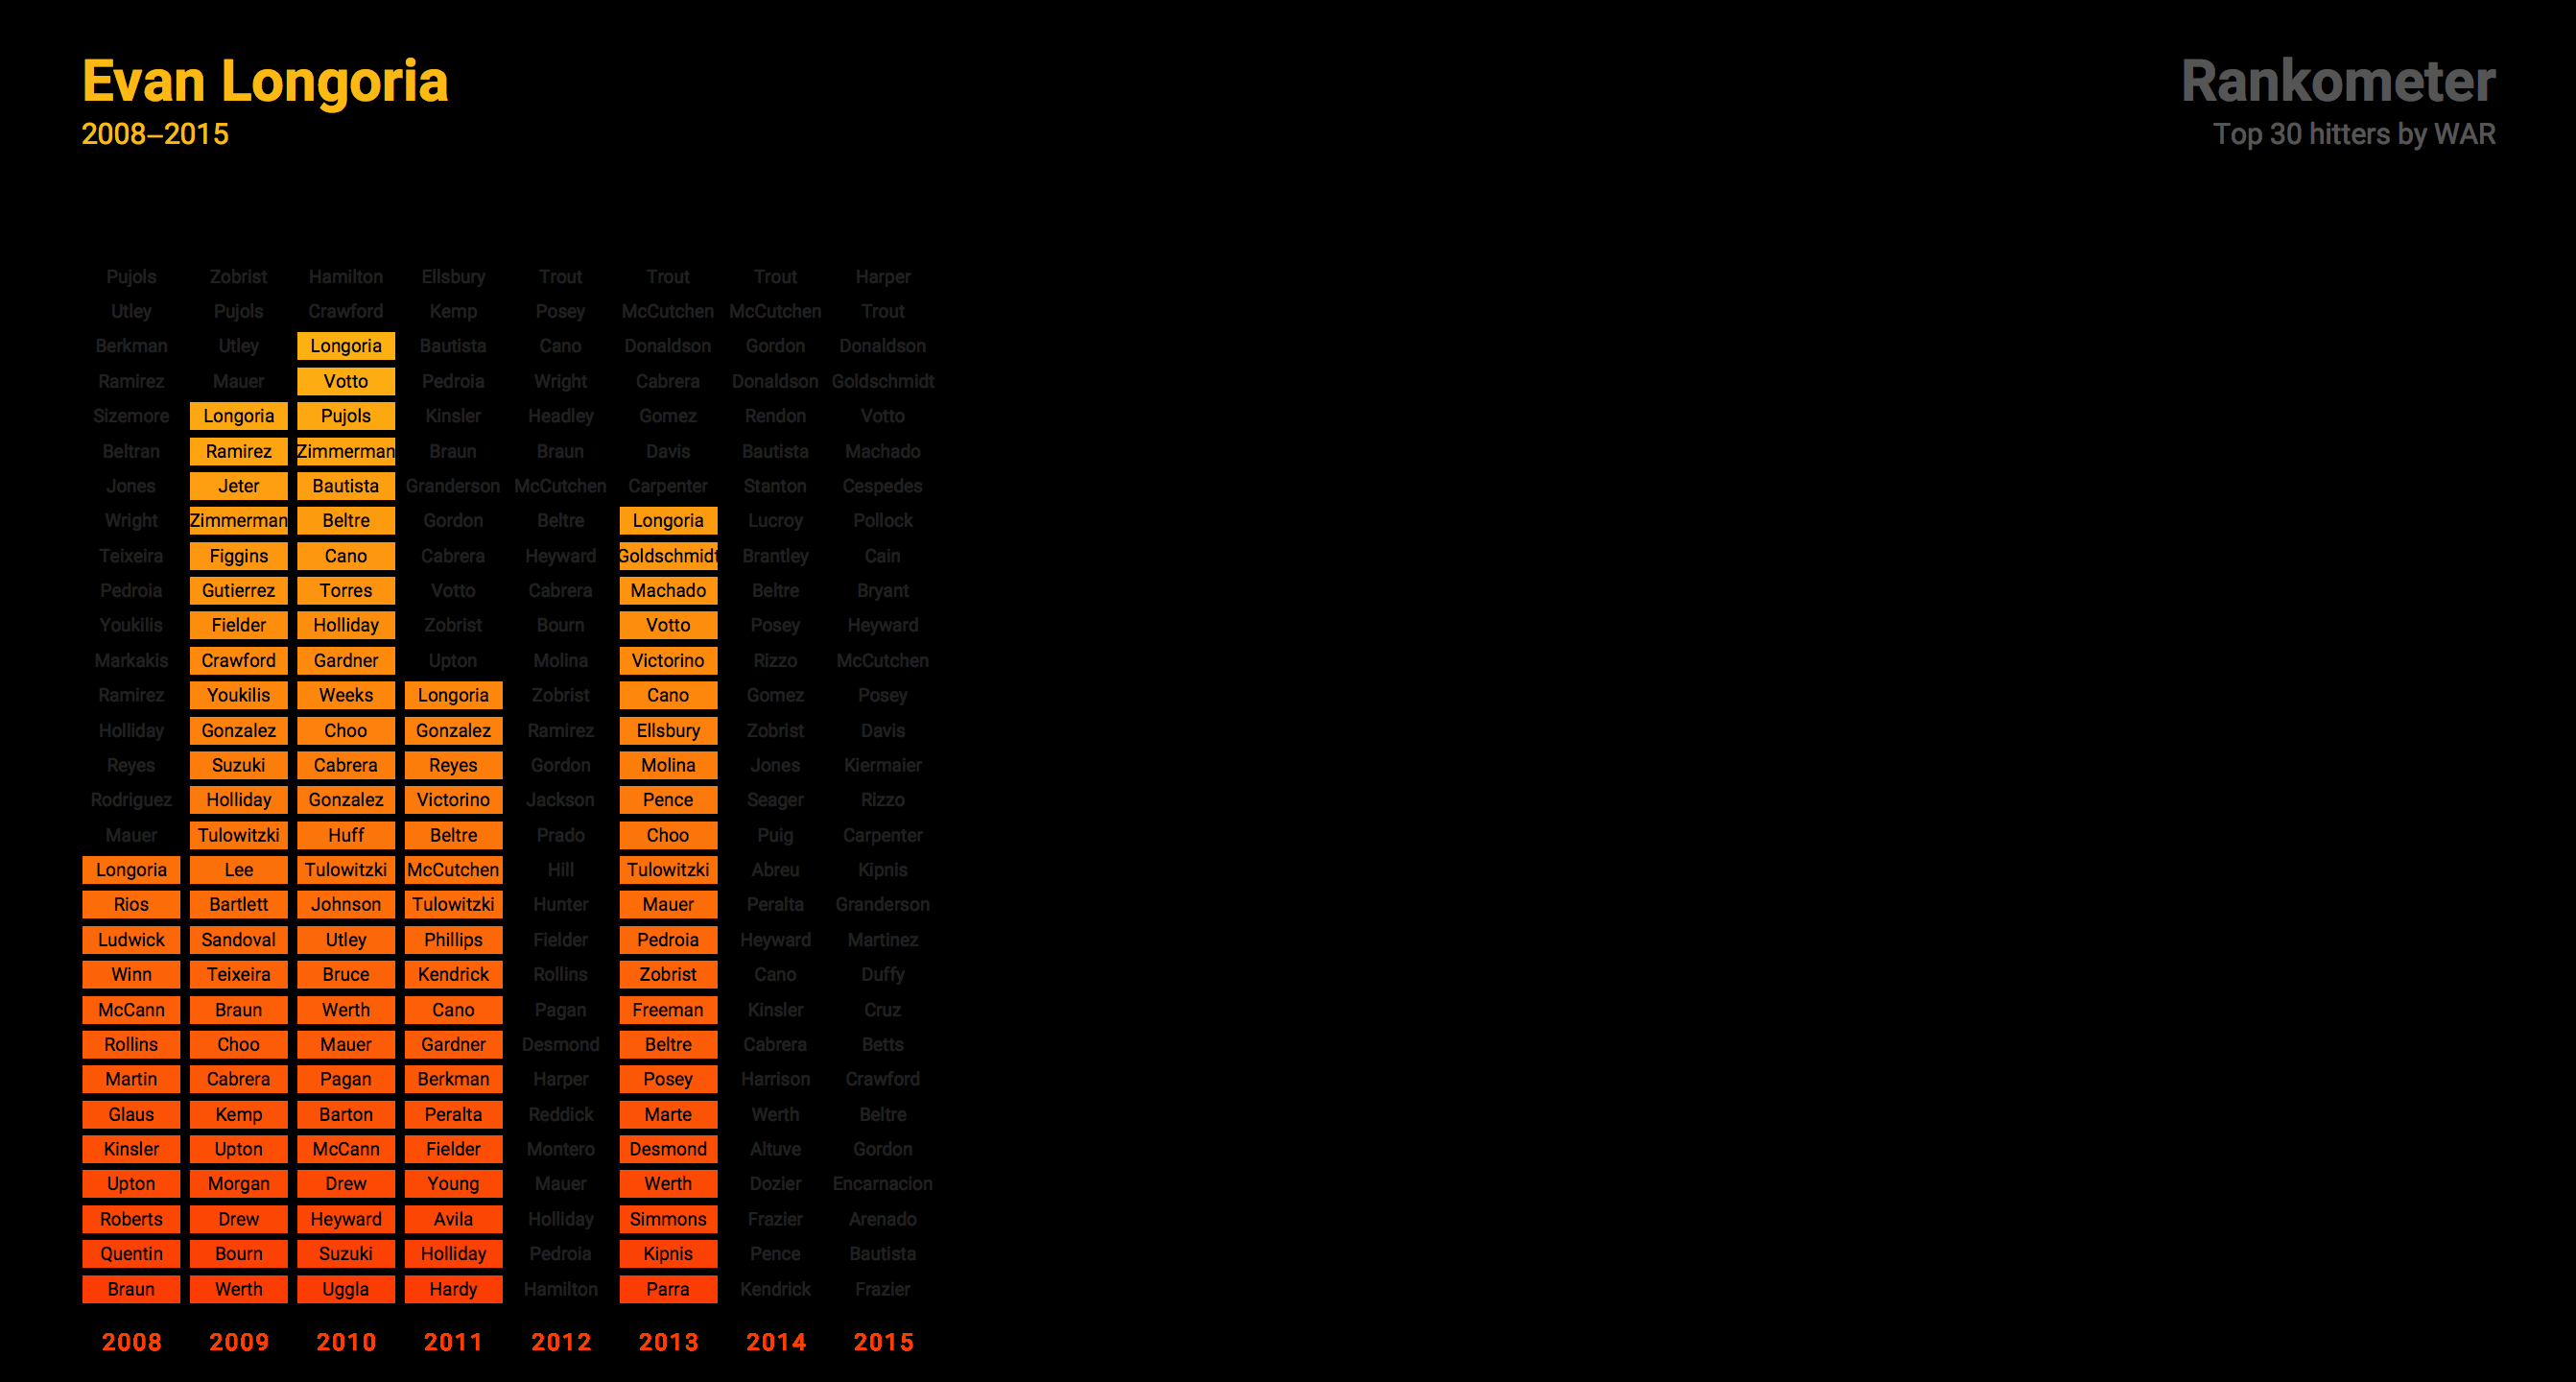 Evan Longoria
2008–2015
Rankometer
Top 30 hitters by WAR
Pujols Zobrist Hamilton Ellsbury Trout Trout Trout Harper
Utley Pujols Crawford Kemp Posey McCutchen McCutchen Trout
Berkman Utley Longoria Bautista Cano Donaldson Gordon Donaldson
Ramirez Mauer Votto Pedroia Wright Cabrera Donaldson Goldschmidt
Sizemore Longoria Pujols Kinsler Headley Gomez Rendon Votto
Beltran Ramirez Zimmerman Braun Braun Davis Bautista Machado
Jones Jeter Bautista Granderson McCutchen Carpenter Stanton Cespedes
Wright Zimmerman Beltre Gordon Beltre Longoria Lucroy Pollock
Teixeira Figgins Cano Cabrera Heyward Goldschmidt Brantley Cain
Pedroia Gutierrez Torres Votto Cabrera Machado Beltre Bryant
Youkilis Fielder Holliday Zobrist Bourn Votto Posey Heyward
Markakis Crawford Gardner Upton Molina Victorino Rizzo McCutchen
Ramirez Youkilis Weeks Longoria Zobrist Cano Gomez Posey
Holliday Gonzalez Choo Gonzalez Ramirez Ellsbury Zobrist Davis
Reyes Suzuki Cabrera Reyes Gordon Molina Jones Kiermaier
Rodriguez Holliday Gonzalez Victorino Jackson Pence Seager Rizzo
Mauer Tulowitzki Huff Beltre Prado Choo Puig Carpenter
Longoria Lee Tulowitzki McCutchen Hill Tulowitzki Abreu Kipnis
Rios Bartlett Johnson Tulowitzki Hunter Mauer Peralta Granderson
Ludwick Sandoval Utley Phillips Fielder Pedroia Heyward Martinez
Winn Teixeira Bruce Kendrick Rollins Zobrist Cano Duffy
McCann Braun Werth Cano Pagan Freeman Kinsler Cruz
Rollins Choo Mauer Gardner Desmond Beltre Cabrera Betts
Martin Cabrera Pagan Berkman Harper Posey Harrison Crawford
Glaus Kemp Barton Peralta Reddick Marte Werth Beltre
Kinsler Upton McCann Fielder Montero Desmond Altuve Gordon
Upton Morgan Drew Young Mauer Werth Dozier Encarnacion
Roberts Drew Heyward Avila Holliday Simmons Frazier Arenado
Quentin Bourn Suzuki Holliday Pedroia Kipnis Pence Bautista
Braun Werth Uggla Hardy Hamilton Parra Kendrick Frazier
2008 2009 2010 2011 2012 2013 2014 2015